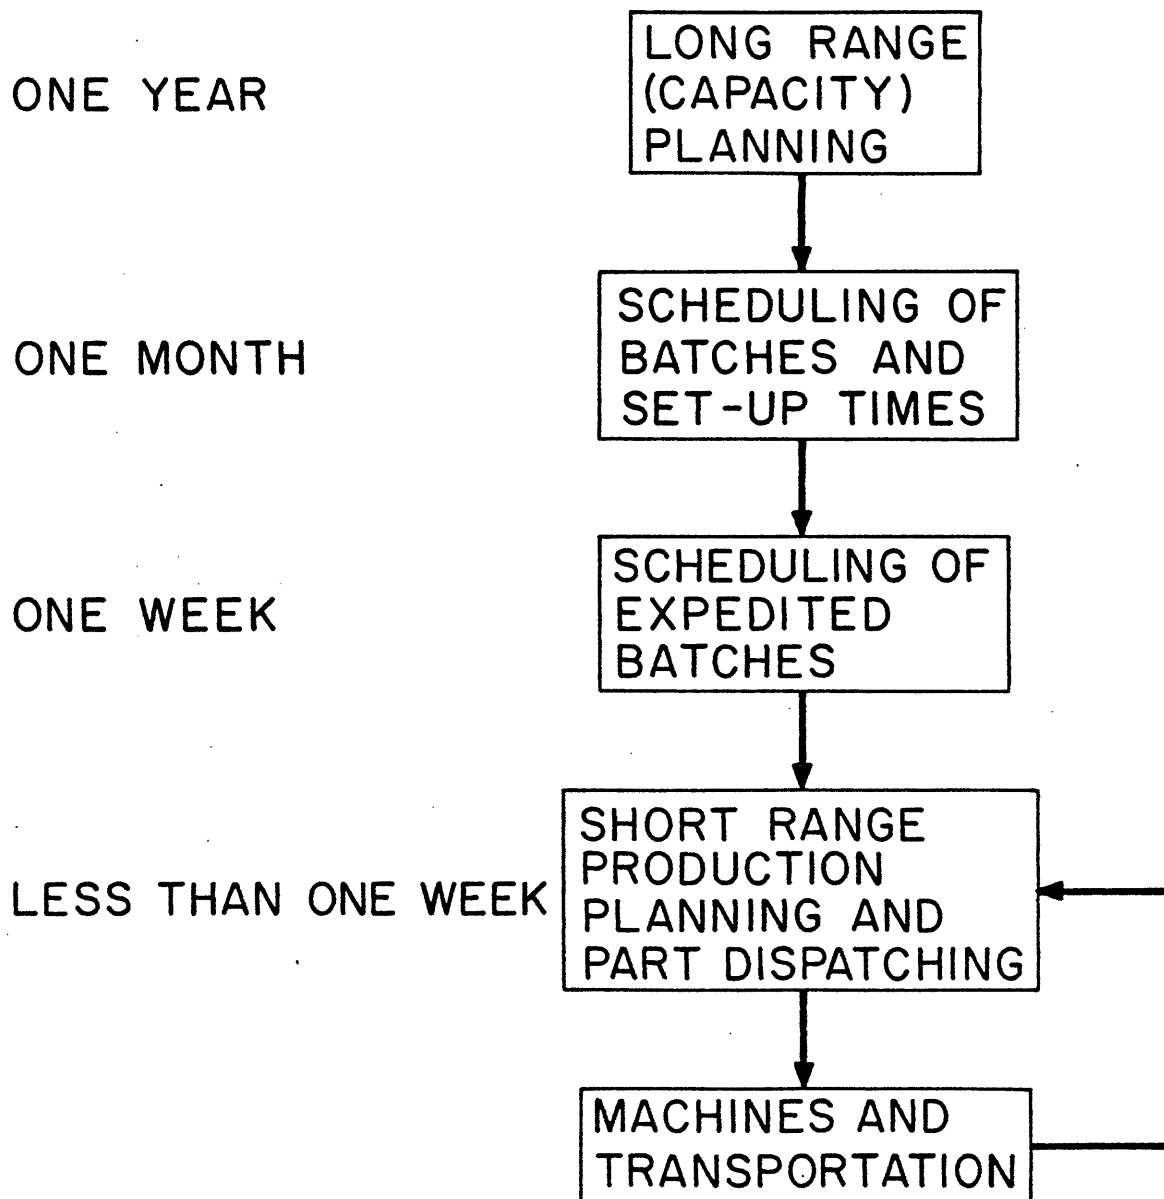 ONE YEAR
LONG RANGE
(CAPACITY)
PLANNING
ONE MONTH
SCHEDULING OF
BATCHES AND
SET-UP TIMES
ONE WEEK
SCHEDULING OF
EXPEDITED
BATCHES
LESS THAN ONE WEEK
SHORT RANGE
PRODUCTION
PLANNING AND
PART DISPATCHING
MACHINES AND
TRANSPORTATION